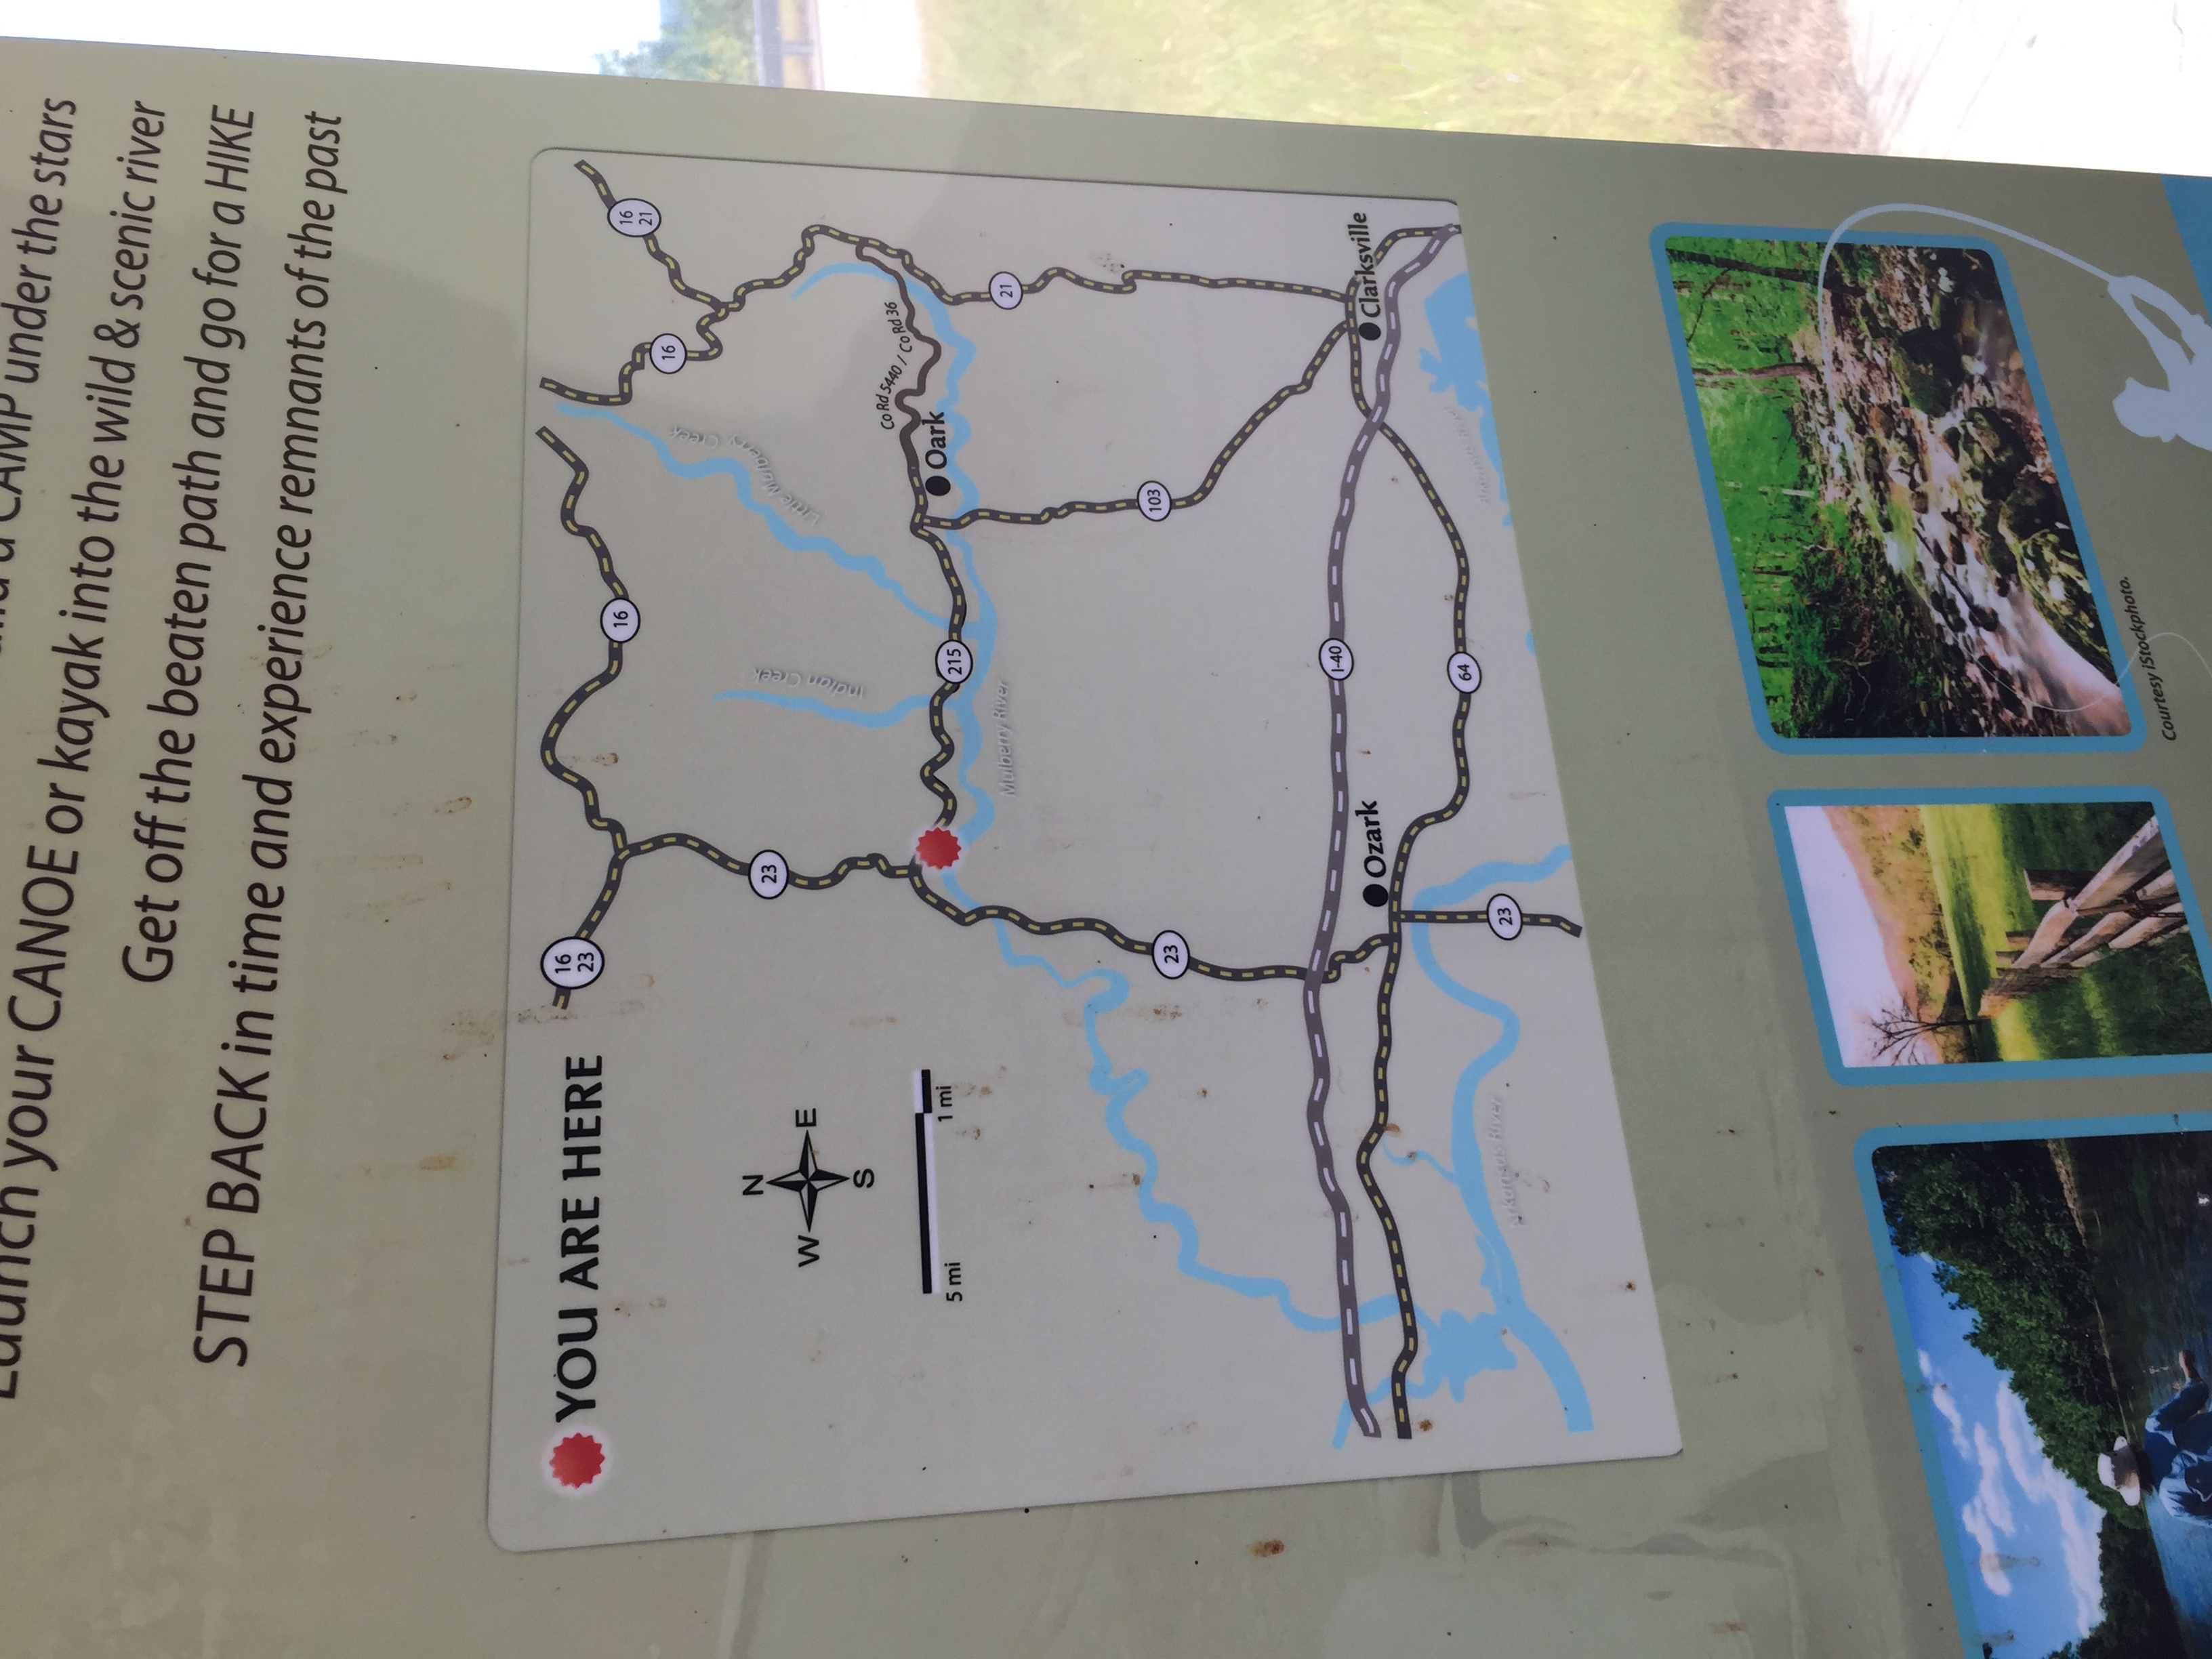 a CAMP under the stars
Launch your CANOE or kayak into the wild & scenic river
Get off the beaten path and go for a HIKE
STEP BACK in time and experience remnants of the past
YOU ARE HERE
16
23
16
16
21
16
23
N
W E
S
Indian Creek
Little Mulberry Creek
5 mi 1 mi
Co Rd 5440 / Co Rd 36
Oark
215
Mulberry River
21
23
103
I-40
Ozark
Clarksville
64
Arkansas River
Arkansas River
23
Courtesy iStockphoto.